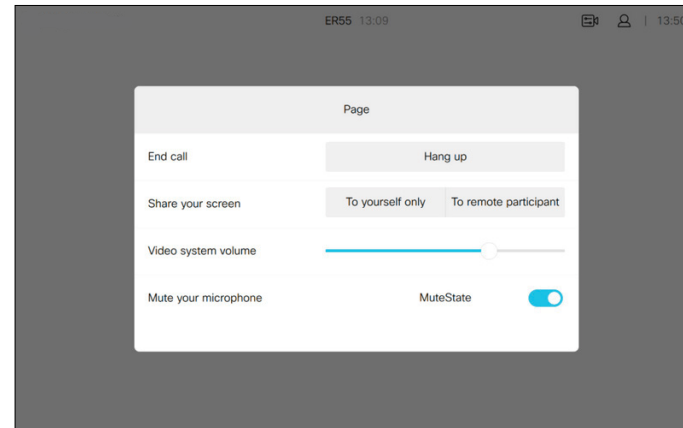 ER55 13:09 | 13:50
Page
End call Hang up
Share your screen To yourself only To remote participant
Video system volume
Mute your microphone MuteState